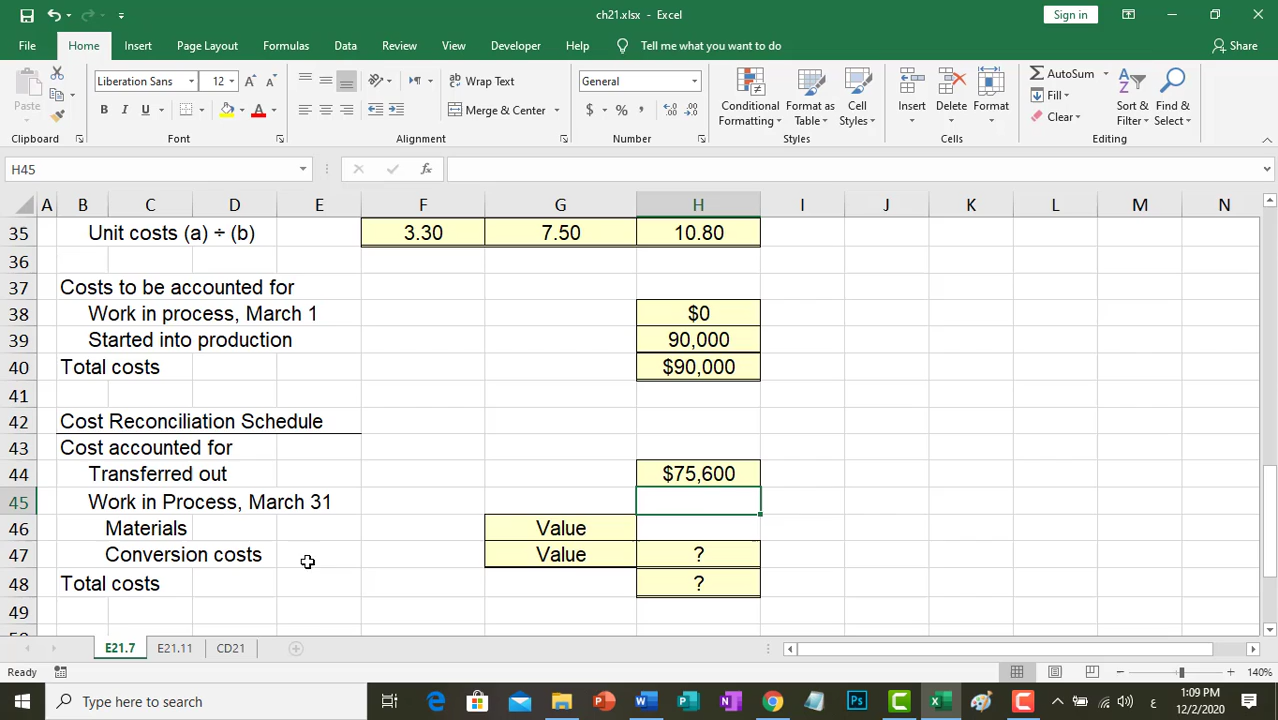 ch21.xlsx - Excel
Sign in
File Home Insert Page Layout Formulas Data Review View Developer Help Tell me what you want to do Share
Paste
Clipboard
Liberation Sans 12
B I U
Font
Wrap Text
Merge & Center
Alignment
General
$ % ,
Number
Conditional Formatting
Format Table
Cell Styles
Styles
Insert
Delete
Format
Cells
AutoSum
Fill
Clear
Sort & Filter
Find & Select
Editing
H45
fx
A B C D E F G H I J K L M N
35 Unit costs (a) ÷ (b) 3.30 7.50 10.80
36
37 Costs to be accounted for
38 Work in process, March 1 $0
39 Started into production 90,000
40 Total costs $90,000
41
42 Cost Reconciliation Schedule
43 Cost accounted for
44 Transferred out $75,600
45 Work in Process, March 31
46 Materials Value
47 Conversion costs Value ?
48 Total costs ?
49
E21.7 E21.11 CD21
Ready
140%
Type here to search
ع
1:09 PM
12/2/2020